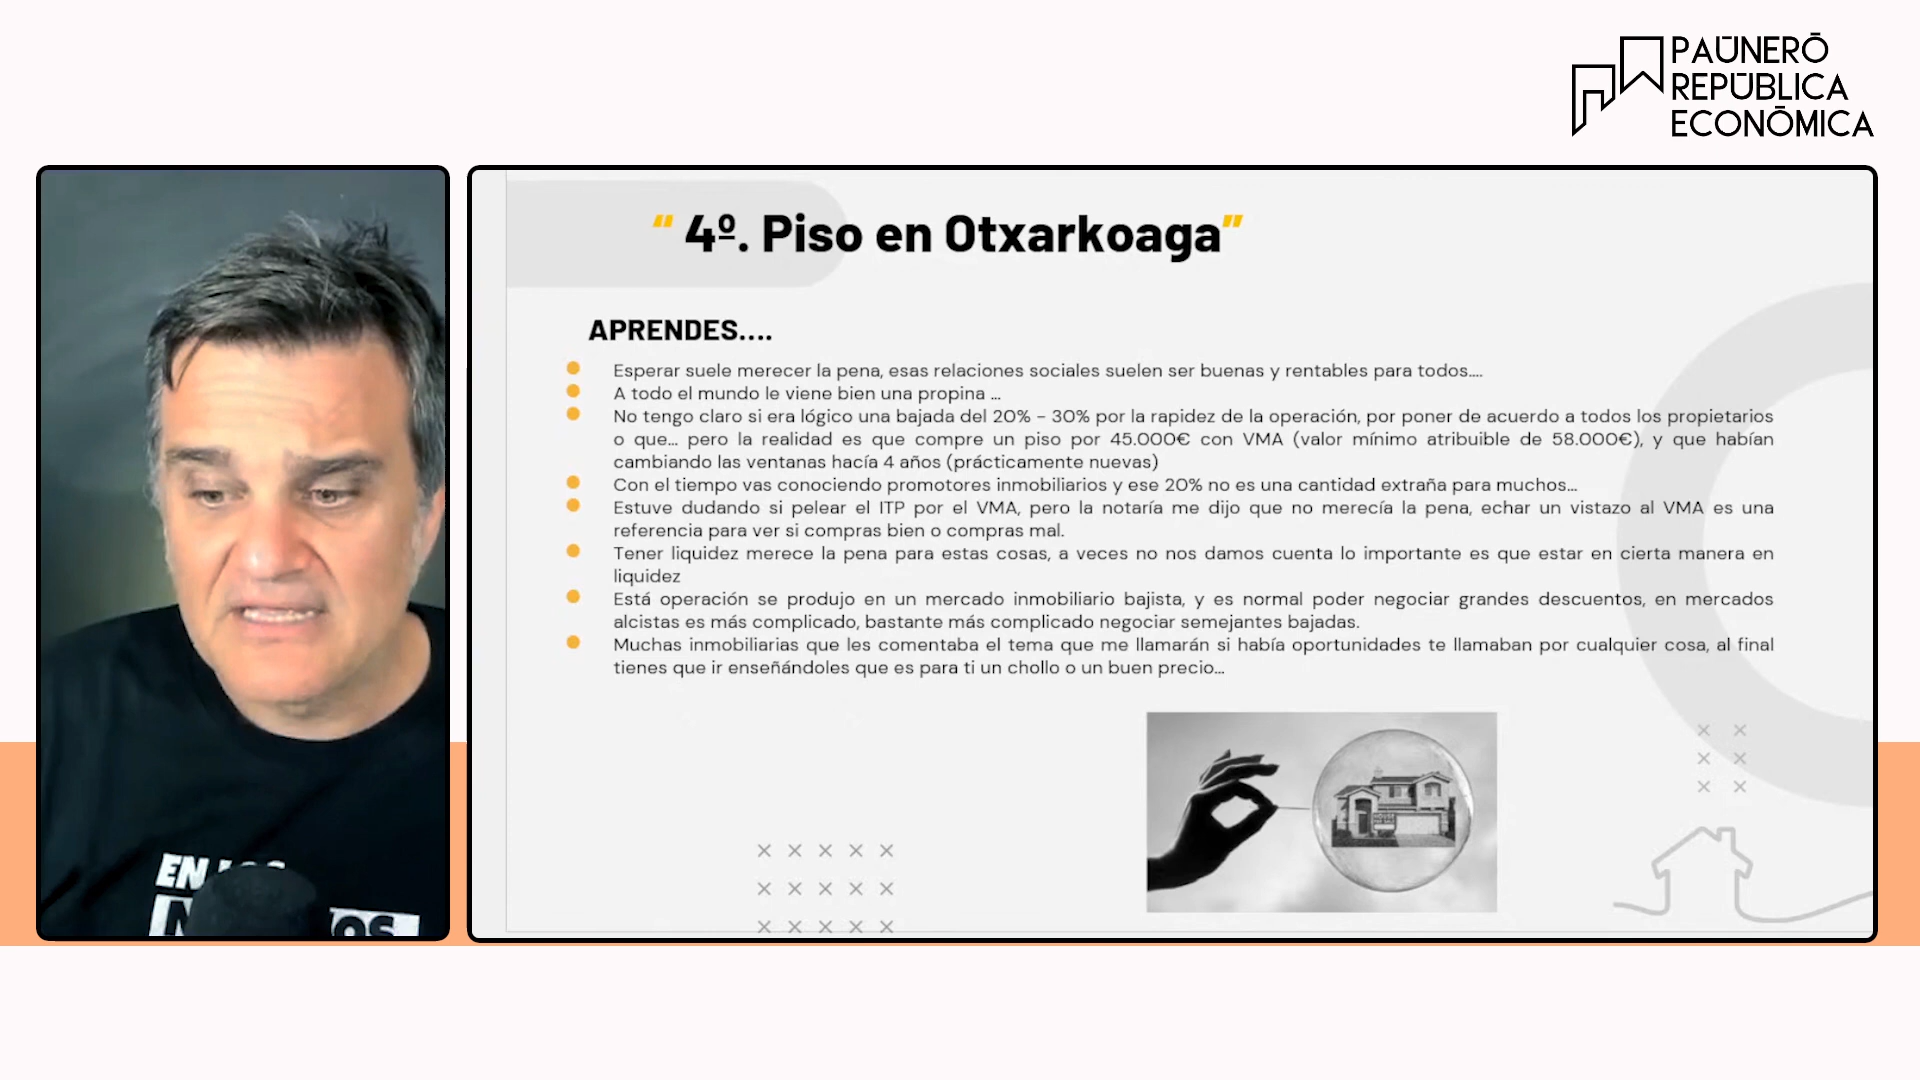 PAŪNERŌ
REPŪBLICA
ECONŌMICA
“ 4º. Piso en Otxarkoaga”
APRENDES....
Esperar suele merecer la pena, esas relaciones sociales suelen ser buenas y rentables para todos....
A todo el mundo le viene bien una propina ...
No tengo claro si era lógico una bajada del 20% - 30% por la rapidez de la operación, por poner de acuerdo a todos los propietarios
o que... pero la realidad es que compre un piso por 45.000€ con VMA (valor mínimo atribuible de 58.000€), y que habían
cambiando las ventanas hacía 4 años (prácticamente nuevas)
Con el tiempo vas conociendo promotores inmobiliarios y ese 20% no es una cantidad extraña para muchos...
Estuve dudando si pelear el ITP por el VMA, pero la notaría me dijo que no merecía la pena, echar un vistazo al VMA es una
referencia para ver si compras bien o compras mal.
Tener liquidez merece la pena para estas cosas, a veces no nos damos cuenta lo importante es que estar en cierta manera en
liquidez
Está operación se produjo en un mercado inmobiliario bajista, y es normal poder negociar grandes descuentos, en mercados
alcistas es más complicado, bastante más complicado negociar semejantes bajadas.
Muchas inmobiliarias que les comentaba el tema que me llamarán si había oportunidades te llamaban por cualquier cosa, al final
tienes que ir enseñándoles que es para ti un chollo o un buen precio...
EN